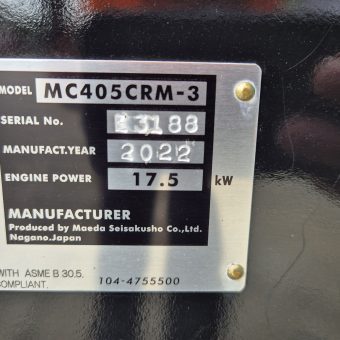 MODEL MC405CRM-3
SERIAL No. 23188
MANUFACT.YEAR 2022
ENGINE POWER 17.5 kW
MANUFACTURER
Produced by Maeda Seisakusho Co.,Ltd.
Nagano.Japan
WITH ASME B 30.5.
COMPLIANT. 104-4755500